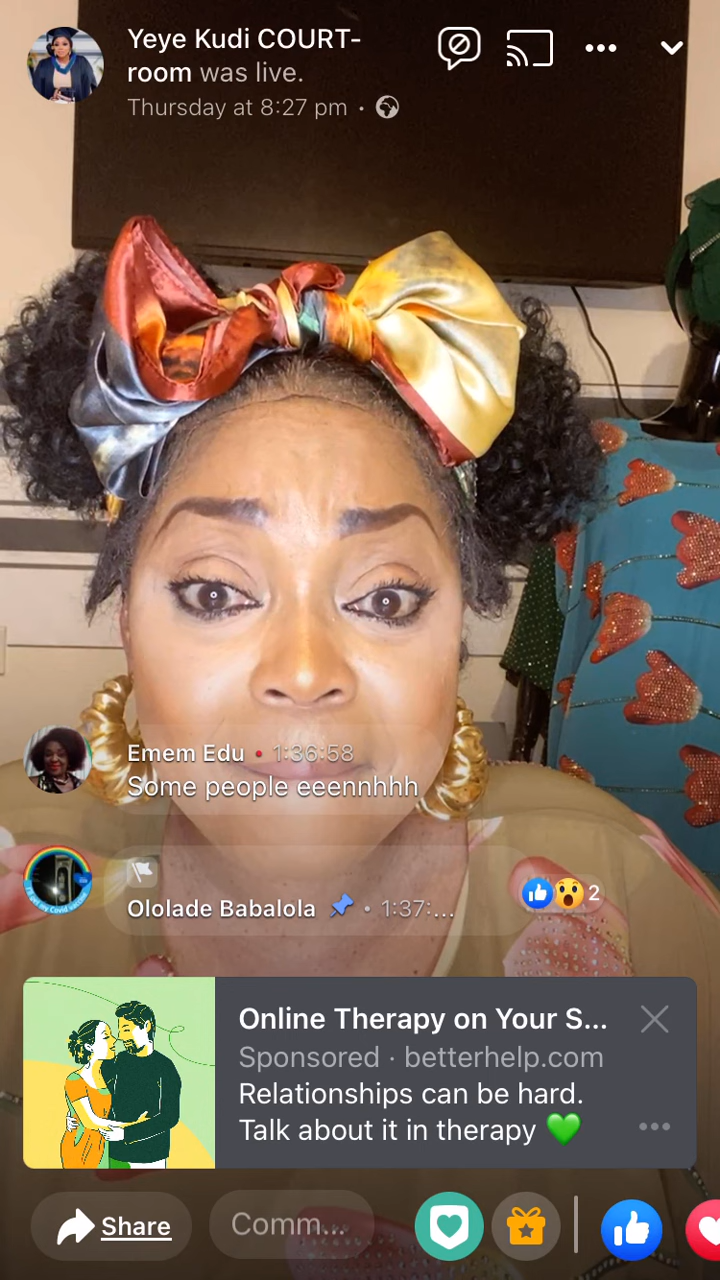 Yeye Kudi COURT-
room was live.
Thursday at 8:27 pm ·
Emem Edu • 1:36:58
Some people eeennhhh
Ololade Babalola 📌 • 1:37:...
2
Online Therapy on Your S...
Sponsored · betterhelp.com
Relationships can be hard.
Talk about it in therapy 💚
Share
Comm...